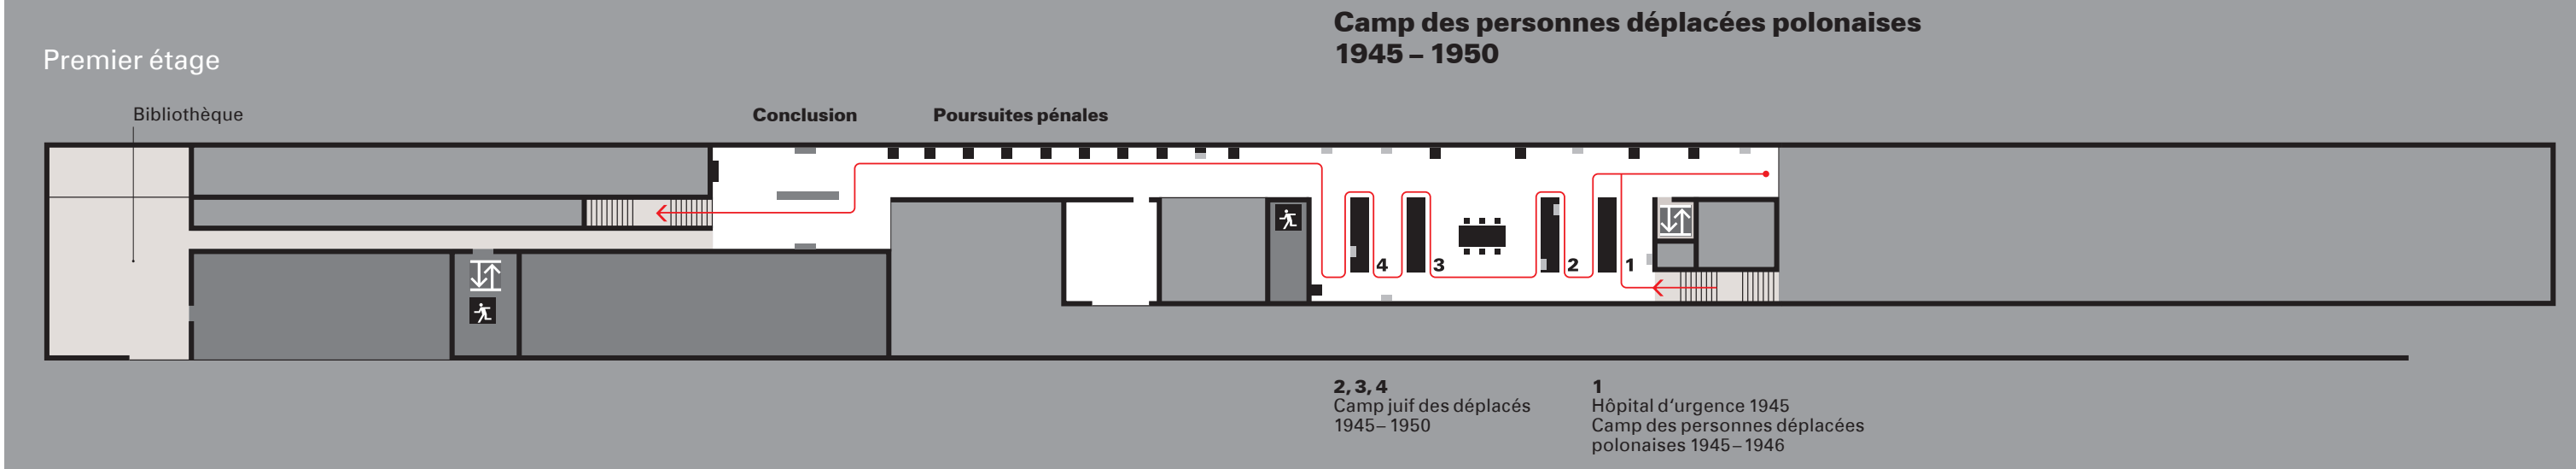 Camp des personnes déplacées polonaises
1945 – 1950
Premier étage
Bibliothèque
Conclusion
Poursuites pénales
4
3
2
1
2, 3, 4
Camp juif des déplacés
1945 – 1950
1
Hôpital d‘urgence 1945
Camp des personnes déplacées
polonaises 1945 – 1946